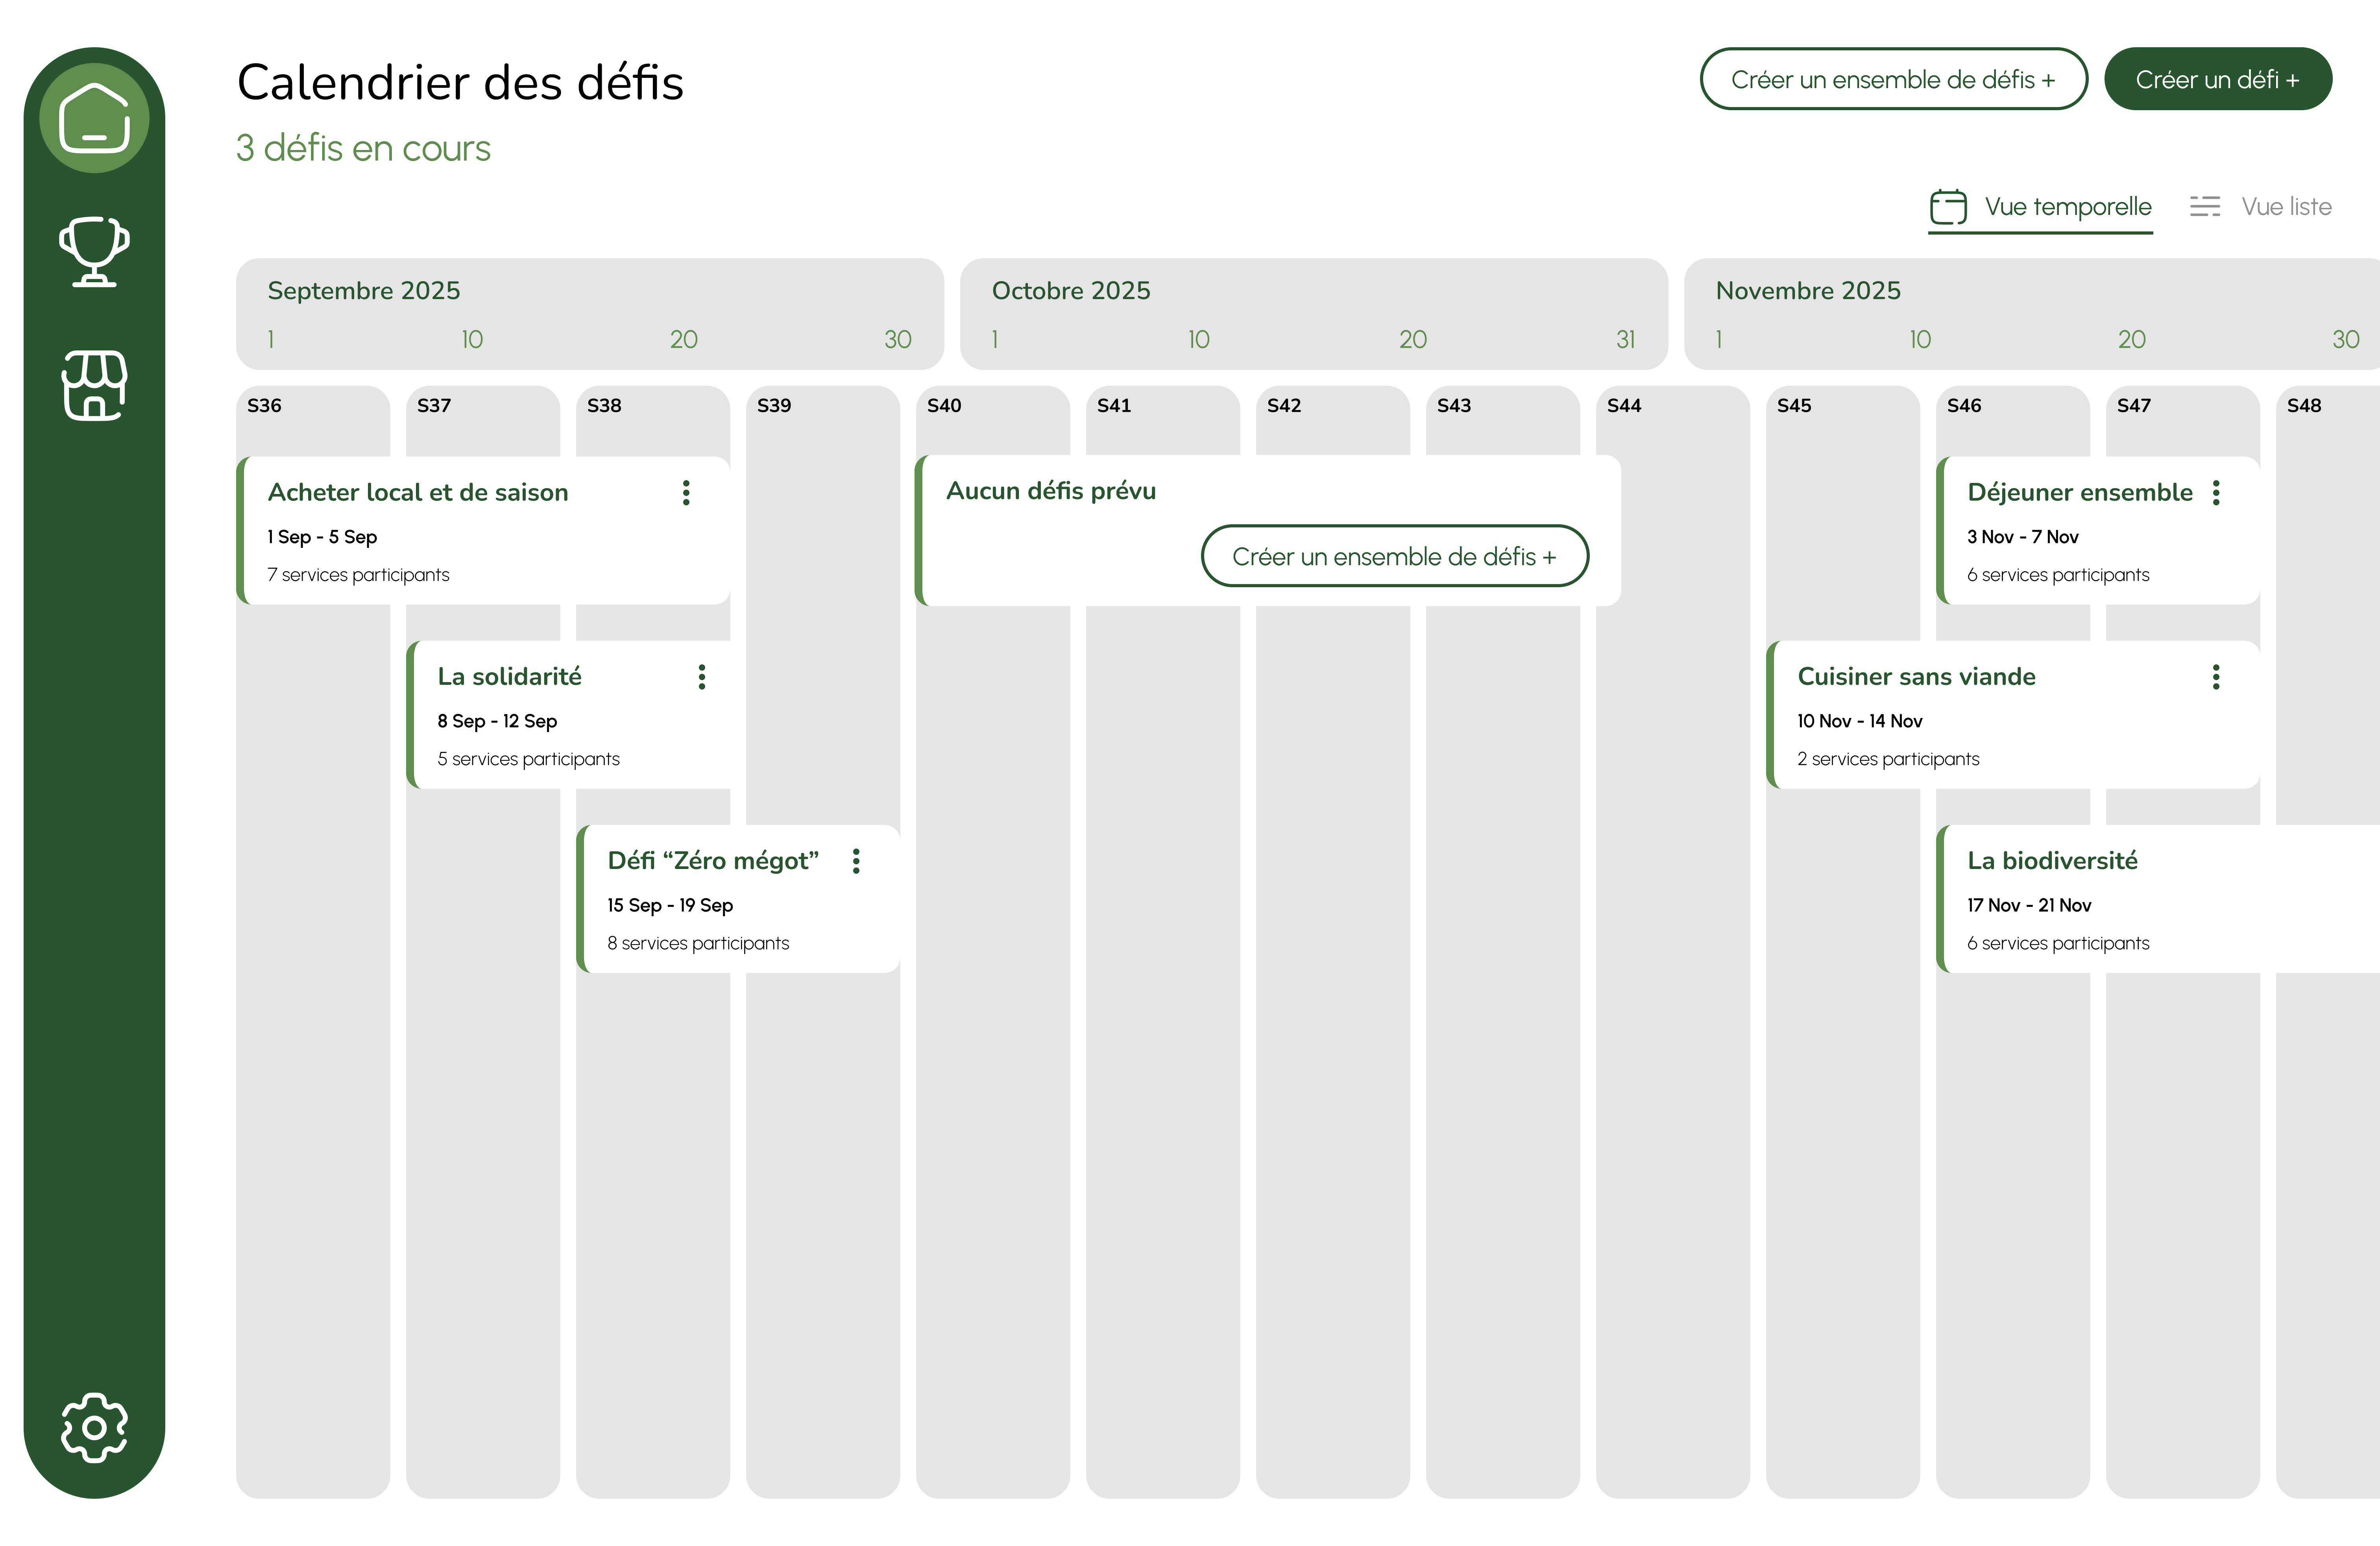 Calendrier des défis
3 défis en cours
Créer un ensemble de défis +
Créer un défi +
Vue temporelle
Vue liste
Septembre 2025
1 10 20 30
Octobre 2025
1 10 20 31
Novembre 2025
1 10 20 30
S36 S37 S38 S39 S40 S41 S42 S43 S44 S45 S46 S47 S48
Acheter local et de saison
1 Sep - 5 Sep
7 services participants
La solidarité
8 Sep - 12 Sep
5 services participants
Défi “Zéro mégot”
15 Sep - 19 Sep
8 services participants
Aucun défis prévu
Créer un ensemble de défis +
Déjeuner ensemble
3 Nov - 7 Nov
6 services participants
Cuisiner sans viande
10 Nov - 14 Nov
2 services participants
La biodiversité
17 Nov - 21 Nov
6 services participants